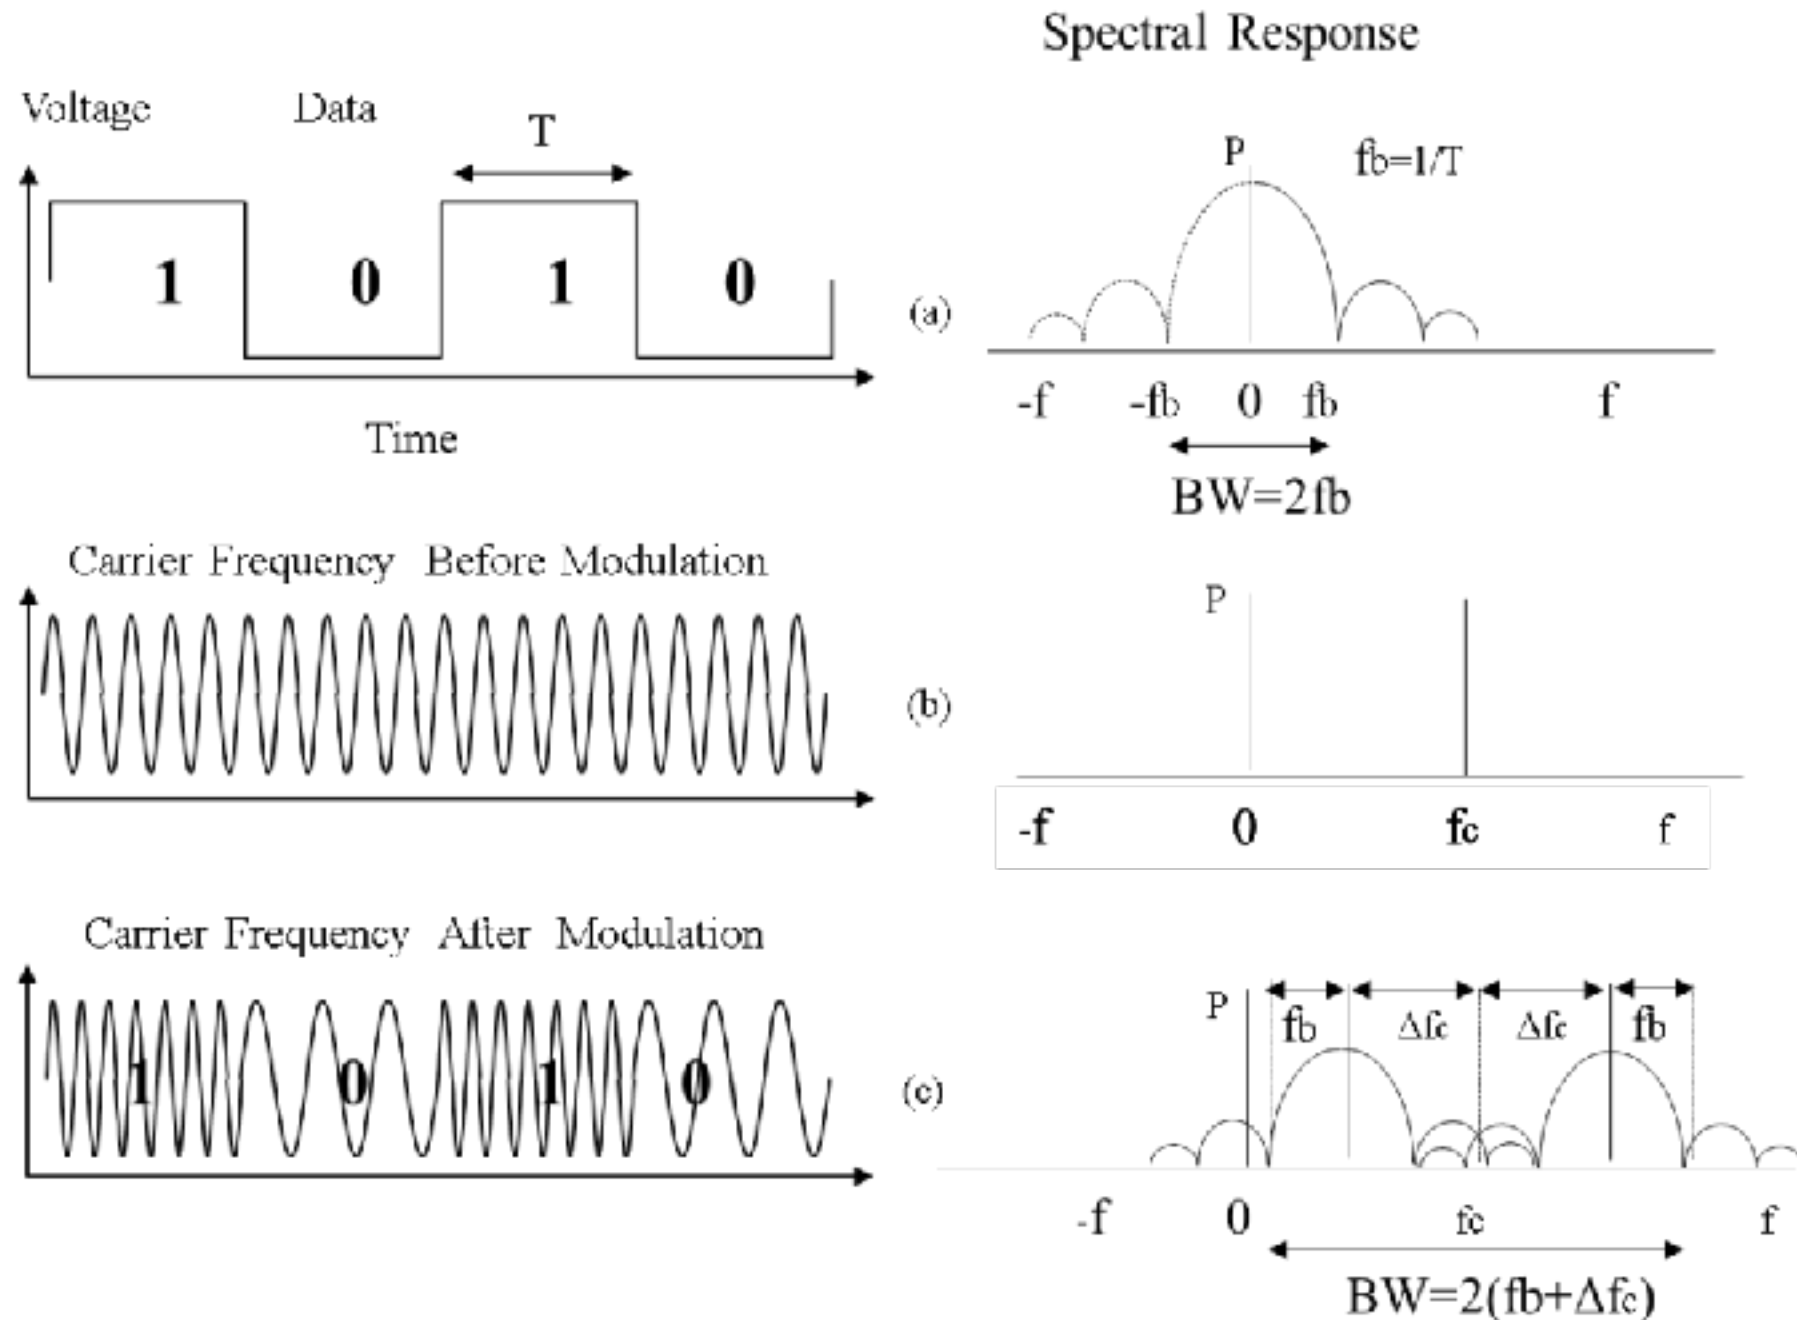 Spectral Response
Voltage Data
T
1 0 1 0
Time
(a)
P
fb=1/T
-f -fb 0 fb f
BW=2fb
Carrier Frequency Before Modulation
(b)
P
-f 0 fc f
Carrier Frequency After Modulation
1 0 1 0
(c)
P
fb Δfc Δfc fb
-f 0 fc f
BW=2(fb+Δfc)